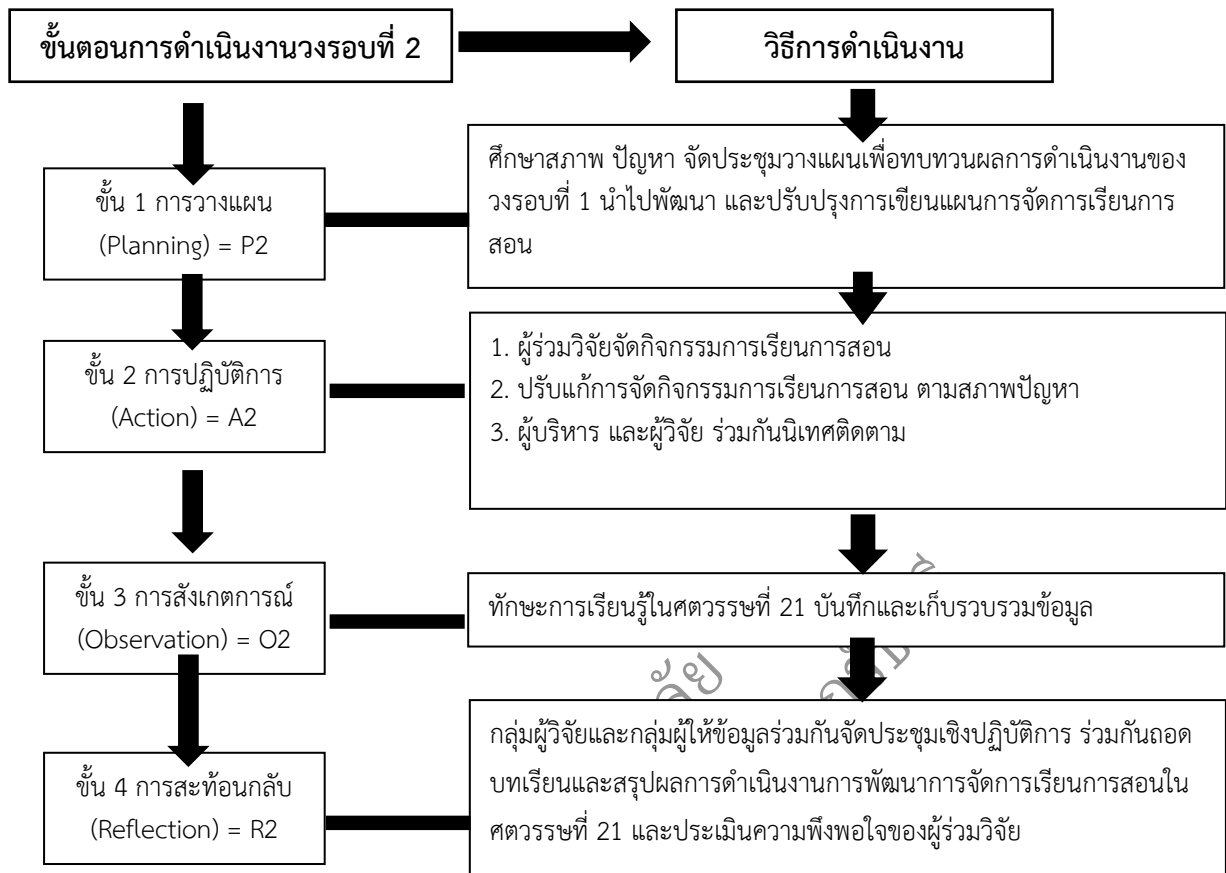 ขั้นตอนการดำเนินงานวงรอบที่ 2
วิธีการดำเนินงาน
ขั้น 1 การวางแผน
(Planning) = P2
ศึกษาสภาพ ปัญหา จัดประชุมวางแผนเพื่อทบทวนผลการดำเนินงานของ
วงรอบที่ 1 นำไปพัฒนา และปรับปรุงการเขียนแผนการจัดการเรียนการ
สอน
ขั้น 2 การปฏิบัติการ
(Action) = A2
1. ผู้ร่วมวิจัยจัดกิจกรรมการเรียนการสอน
2. ปรับแก้การจัดกิจกรรมการเรียนการสอน ตามสภาพปัญหา
3. ผู้บริหาร และผู้วิจัย ร่วมกันนิเทศติดตาม
ขั้น 3 การสังเกตการณ์
(Observation) = O2
ทักษะการเรียนรู้ในศตวรรษที่ 21 บันทึกและเก็บรวบรวมข้อมูล
ขั้น 4 การสะท้อนกลับ
(Reflection) = R2
กลุ่มผู้วิจัยและกลุ่มผู้ให้ข้อมูลร่วมกันจัดประชุมเชิงปฏิบัติการ ร่วมกันถอด
บทเรียนและสรุปผลการดำเนินงานการพัฒนาการจัดการเรียนการสอนใน
ศตวรรษที่ 21 และประเมินความพึงพอใจของผู้ร่วมวิจัย